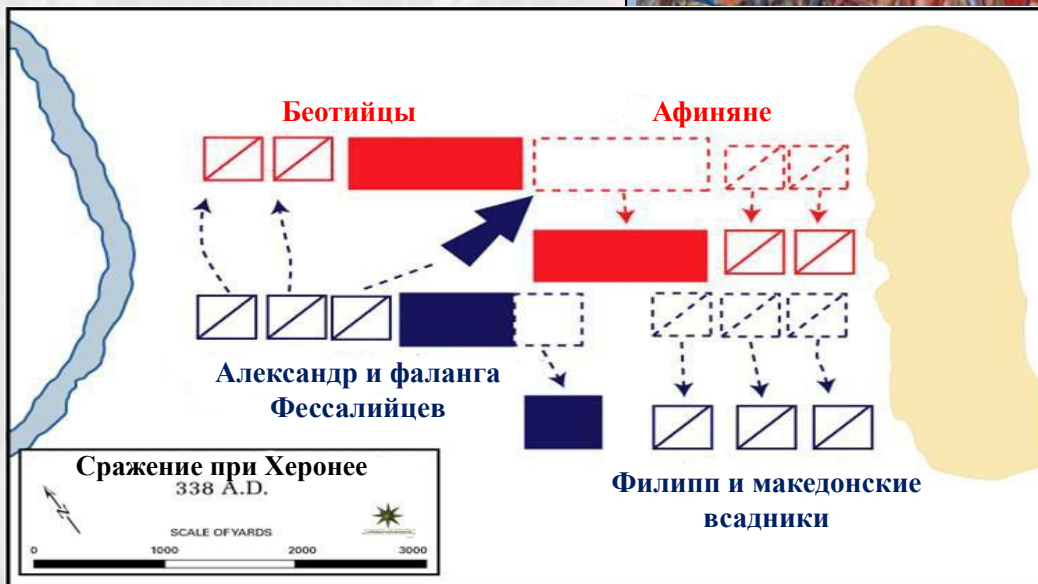 Беотийцы
Афиняне
Александр и фаланга
Фессалийцев
Филипп и македонские
всадники
Сражение при Херонее
338 A.D.
SCALE OF YARDS
0 1000 2000 3000